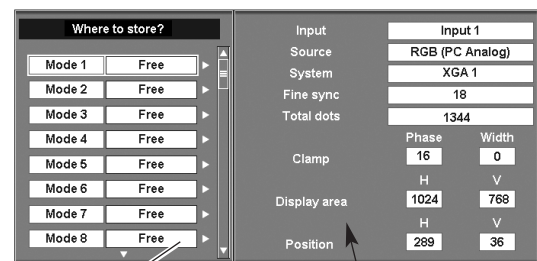 Where to store?
Mode 1 Free
Mode 2 Free
Mode 3 Free
Mode 4 Free
Mode 5 Free
Mode 6 Free
Mode 7 Free
Mode 8 Free
Input Input 1
Source RGB (PC Analog)
System XGA 1
Fine sync 18
Total dots 1344
Phase Width
Clamp 16 0
H V
Display area 1024 768
H V
Position 289 36